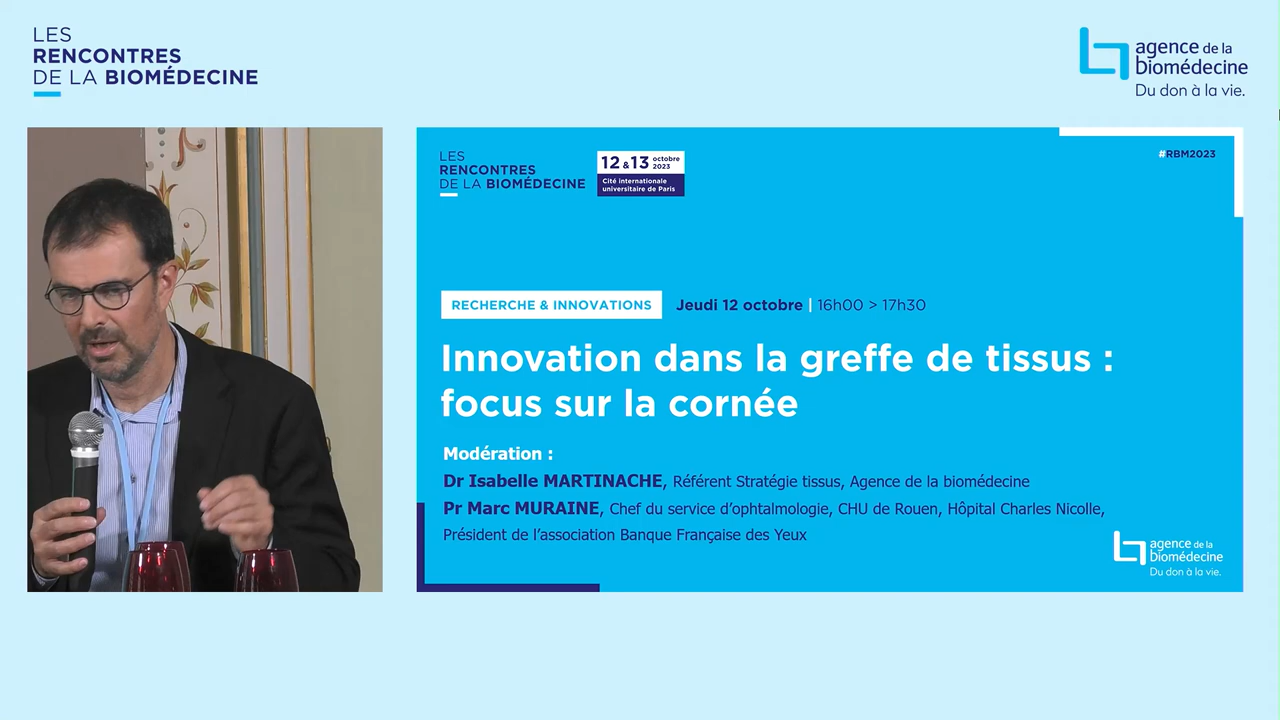 LES
RENCONTRES
DE LA BIOMÉDECINE
agence de la
biomédecine
Du don à la vie.
LES
RENCONTRES
DE LA BIOMÉDECINE
12 & 13 octobre 2023
Cité internationale
universitaire de Paris
#RBM2023
RECHERCHE & INNOVATIONS Jeudi 12 octobre | 16h00 > 17h30
Innovation dans la greffe de tissus :
focus sur la cornée
Modération :
Dr Isabelle MARTINACHE, Référent Stratégie tissus, Agence de la biomédecine
Pr Marc MURAINE, Chef du service d’ophtalmologie, CHU de Rouen, Hôpital Charles Nicolle,
Président de l’association Banque Française des Yeux
agence de la
biomédecine
Du don à la vie.